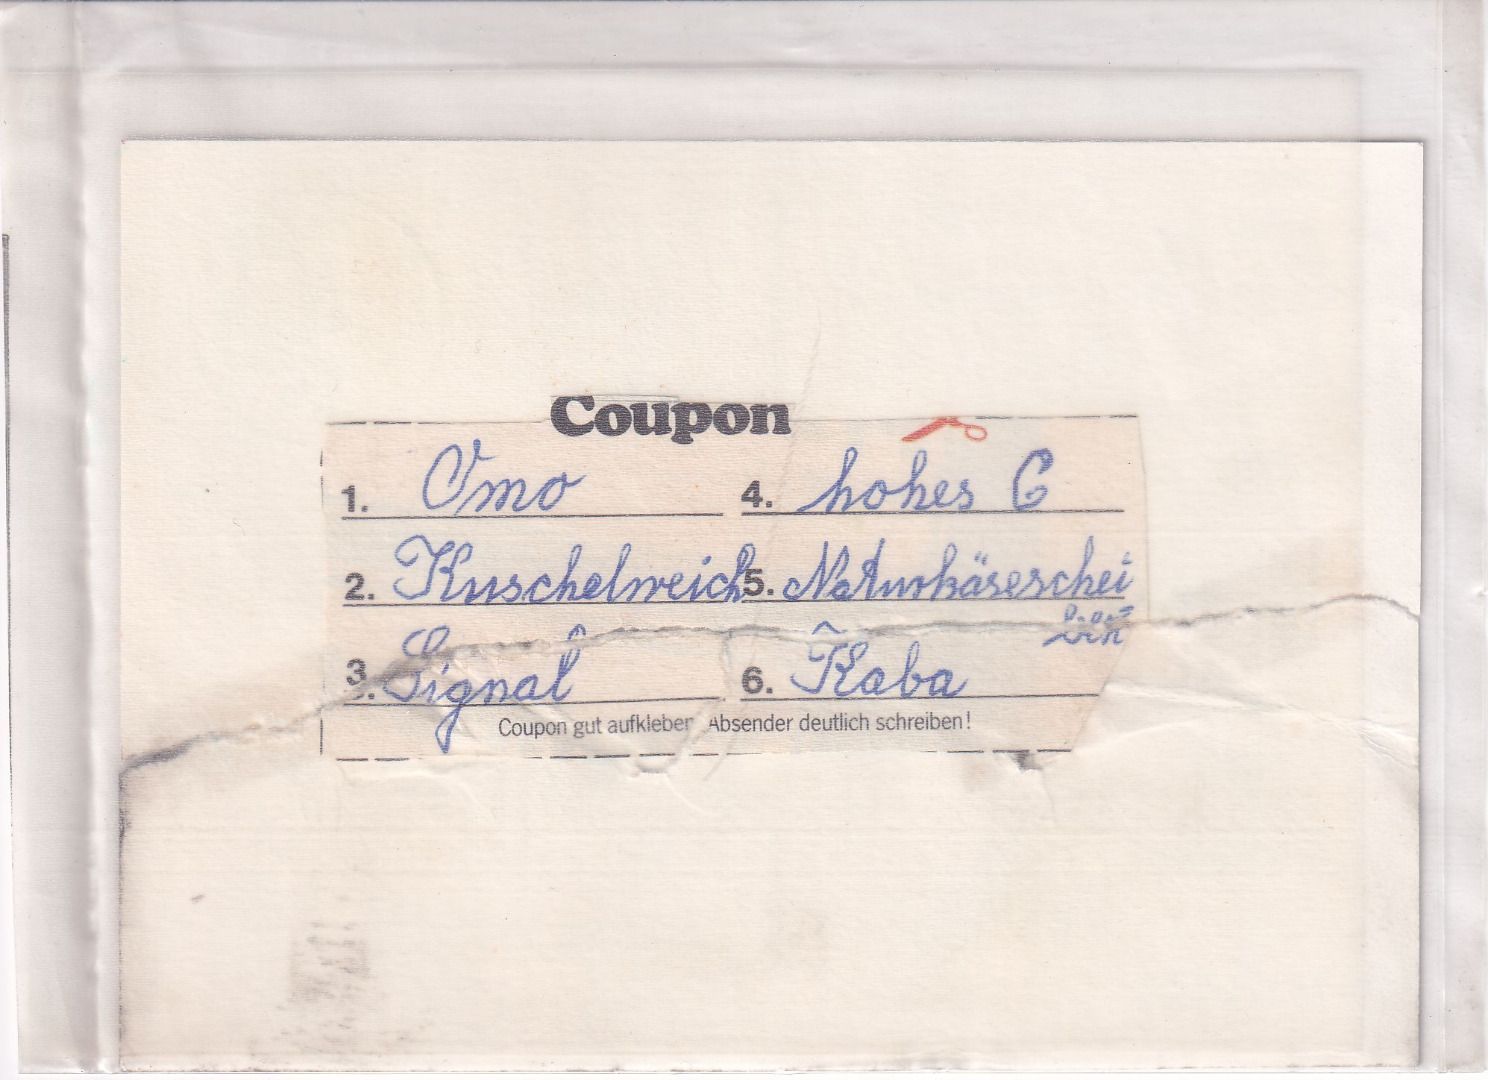 Coupon
1. Omo
2. Kuschelweich
3. Signal
4. hohes C
5. Naturkäseschei
ben
6. Kaba
Coupon gut aufkleben Absender deutlich schreiben!